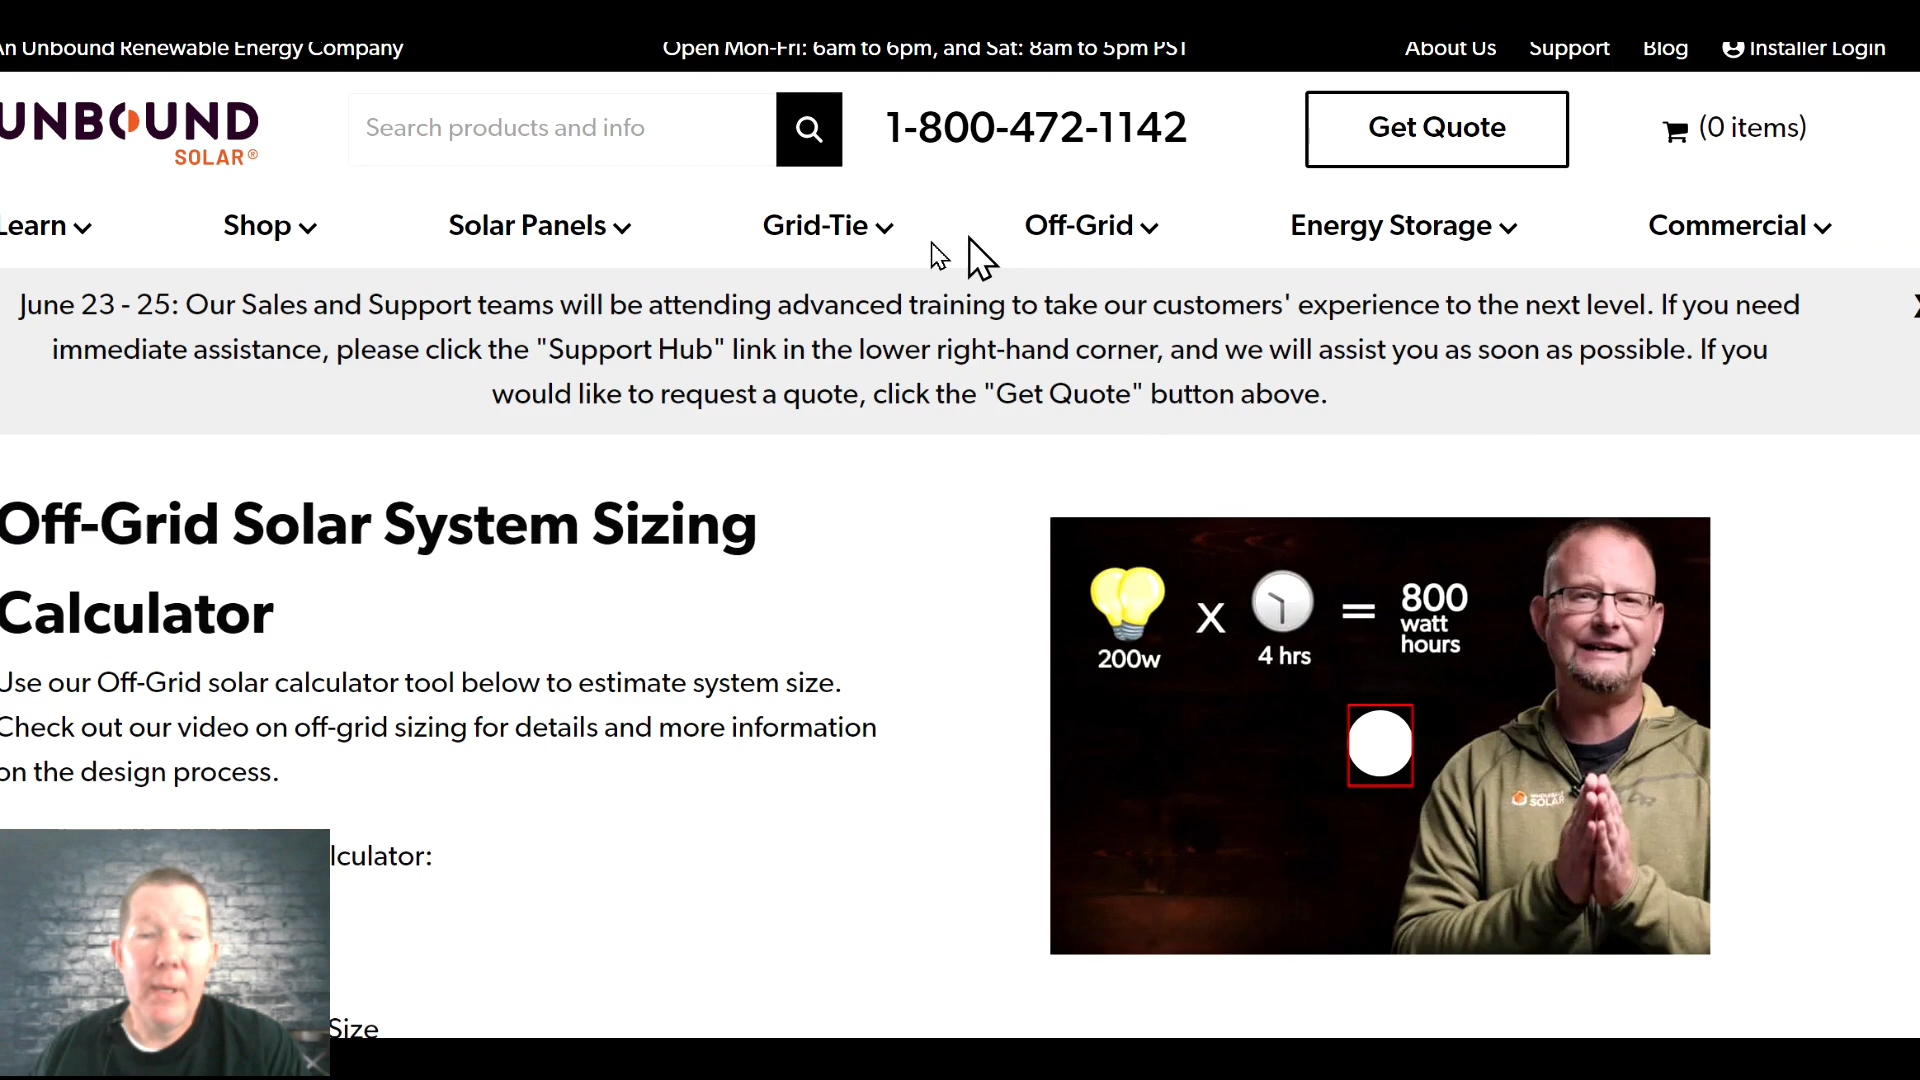 An Unbound Renewable Energy Company
Open Mon-Fri: 6am to 6pm, and Sat: 8am to 5pm PST
About Us
Support
Blog
Installer Login
UNBOUND
SOLAR®
Search products and info
1-800-472-1142
Get Quote
(0 items)
Learn
Shop
Solar Panels
Grid-Tie
Off-Grid
Energy Storage
Commercial
June 23 - 25: Our Sales and Support teams will be attending advanced training to take our customers' experience to the next level. If you need
immediate assistance, please click the "Support Hub" link in the lower right-hand corner, and we will assist you as soon as possible. If you
would like to request a quote, click the "Get Quote" button above.
X
Off-Grid Solar System Sizing
Calculator
Use our Off-Grid solar calculator tool below to estimate system size.
Check out our video on off-grid sizing for details and more information
on the design process.
lculator:
Size
200w
X
4 hrs
=
800
watt
hours
SOLAR